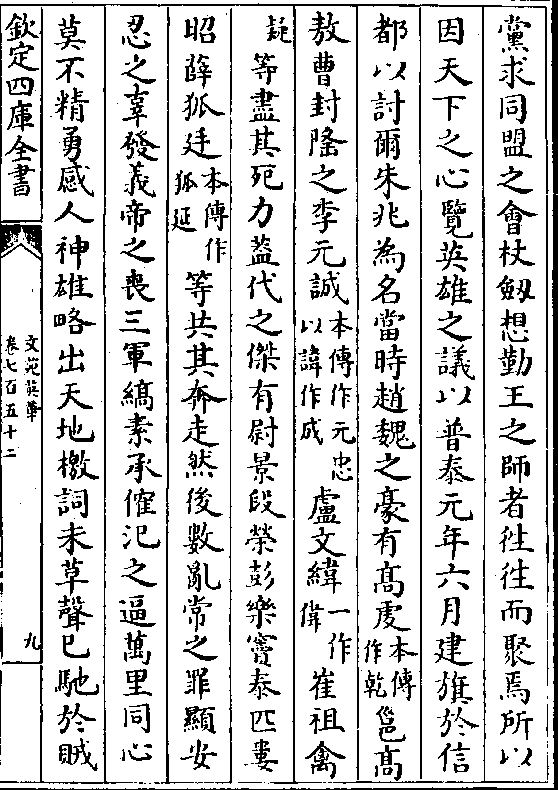 黨求同盟之會杖劔想勤王之師者徃徃而聚焉所以
因天下之心覽英雄之議以普泰元年六月建旗於信
都以討爾朱兆為名當時趙魏之豪有髙䖍本傳作乾邕髙
敖曹封隆之李元誠本傳作元忠以諱作成盧文緯一作偉崔祖禽
疑等盡其死力蓋代之傑有尉景段榮彭樂竇泰匹婁
昭薛狐廷本傳作狐延等共其奔走然後數亂常之罪顯安
忍之辜發義帝之喪三軍縞素承傕汜之逼萬里同心
莫不精勇感人神雄略出天地檄詞未草聲已馳於賊
欽定四庫全書
文苑英華
卷七百五十二
九